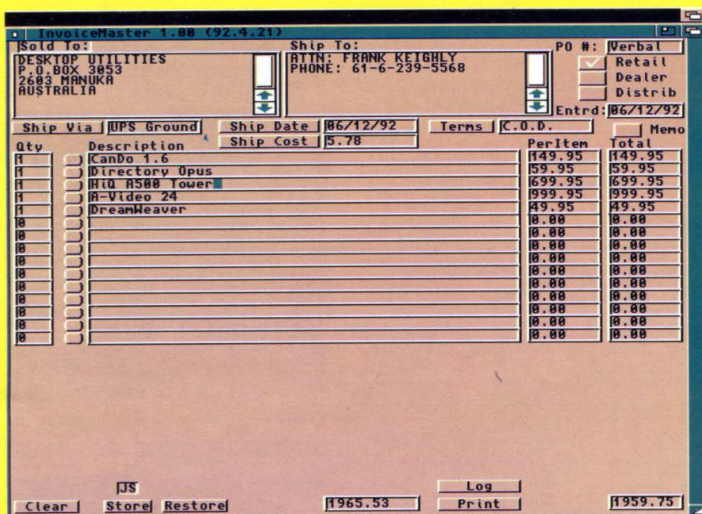 InvoiceMaster 1.00 (92.4.21)
Sold To: Ship To: PO #: Verbal
DESKTOP UTILITIES
P.O.BOX 3053
2603 MANUKA
AUSTRALIA
ATTN: FRANK KEIGHLY
PHONE: 61-6-239-5568
Retail
Dealer
Distrib
Entrd: 06/12/92
Ship Via UPS Ground Ship Date 06/12/92 Terms C.O.D. Memo
Ship Cost 5.78
Qty Description PerItem Total
1 CanDo 1.6 149.95 149.95
1 Directory Opus 59.95 59.95
1 HiQ A500 Tower 699.95 699.95
1 A-Video 24 999.95 999.95
1 DreamWeaver 49.95 49.95
0 0.00 0.00
0 0.00 0.00
0 0.00 0.00
0 0.00 0.00
0 0.00 0.00
0 0.00 0.00
0 0.00 0.00
0 0.00 0.00
0 0.00 0.00
0 0.00 0.00
JS Log
Clear Store Restore 1965.53 Print 1959.75